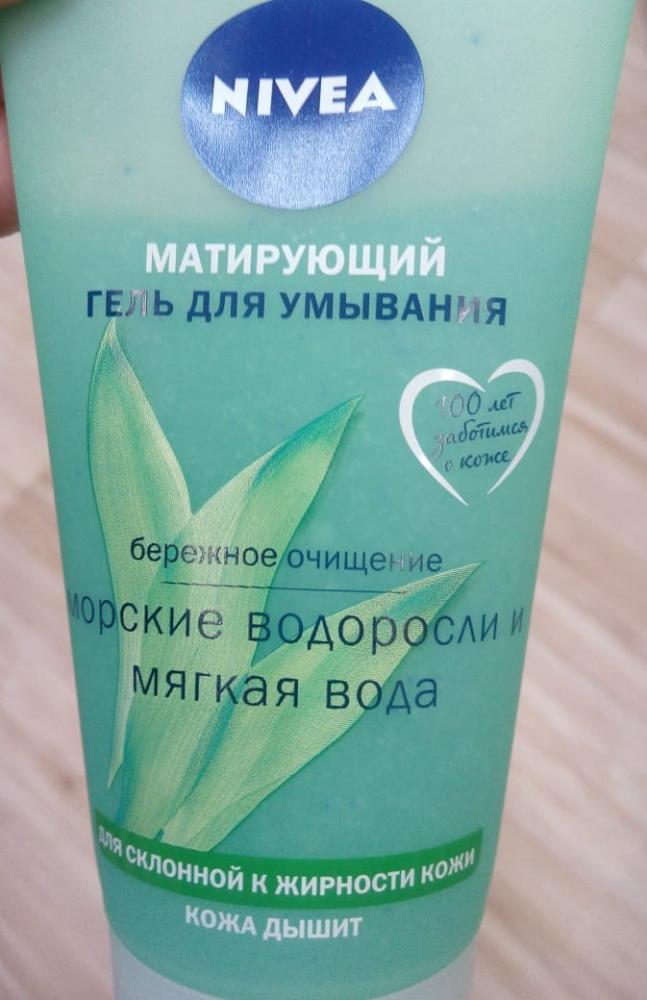 NIVEA
МАТИРУЮЩИЙ
ГЕЛЬ ДЛЯ УМЫВАНИЯ
100 лет
заботимся
о коже
бережное очищение
морские водоросли и
мягкая вода
ДЛЯ СКЛОННОЙ К ЖИРНОСТИ КОЖИ
КОЖА ДЫШИТ